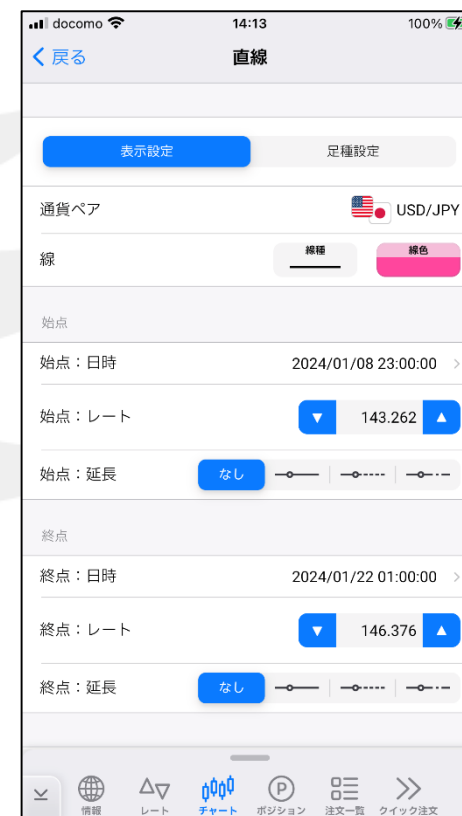 docomo 14:13 100%
戻る 直線
表示設定 足種設定
通貨ペア USD/JPY
線 線種 線色
始点
始点：日時 2024/01/08 23:00:00
始点：レート ▼ 143.262 ▲
始点：延長 なし
終点
終点：日時 2024/01/22 01:00:00
終点：レート ▼ 146.376 ▲
終点：延長 なし
P
情報 レート チャート ポジション 注文一覧 クイック注文